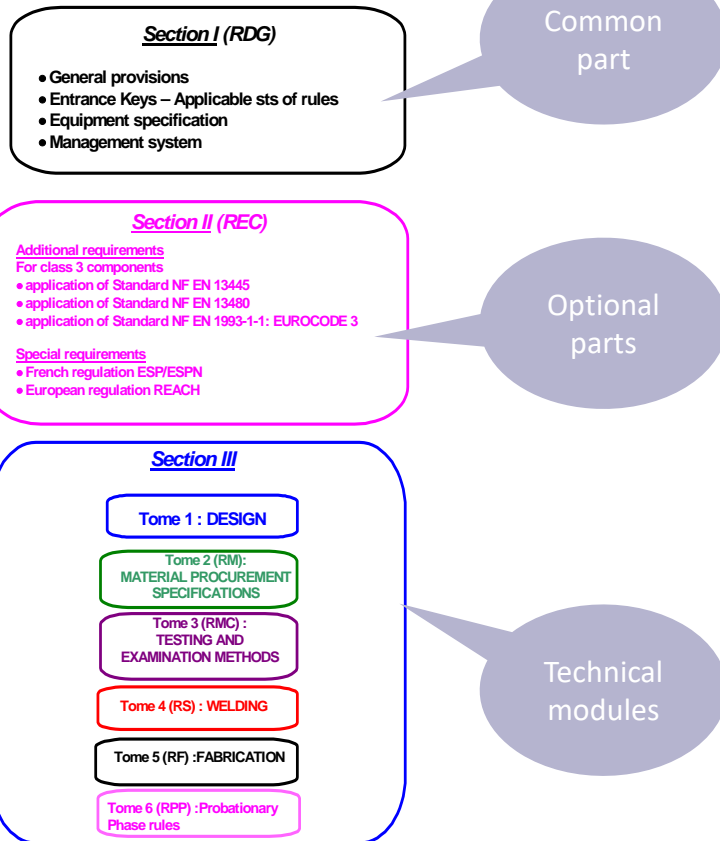 Section I (RDG)
• General provisions
• Entrance Keys – Applicable sts of rules
• Equipment specification
• Management system
Common
part
Section II (REC)
Additional requirements
For class 3 components
• application of Standard NF EN 13445
• application of Standard NF EN 13480
• application of Standard NF EN 1993-1-1: EUROCODE 3
Special requirements
• French regulation ESP/ESPN
• European regulation REACH
Optional
parts
Section III
Tome 1 : DESIGN
Tome 2 (RM):
MATERIAL PROCUREMENT
SPECIFICATIONS
Tome 3 (RMC) :
TESTING AND
EXAMINATION METHODS
Tome 4 (RS) : WELDING
Tome 5 (RF) :FABRICATION
Tome 6 (RPP) :Probationary
Phase rules
Technical
modules